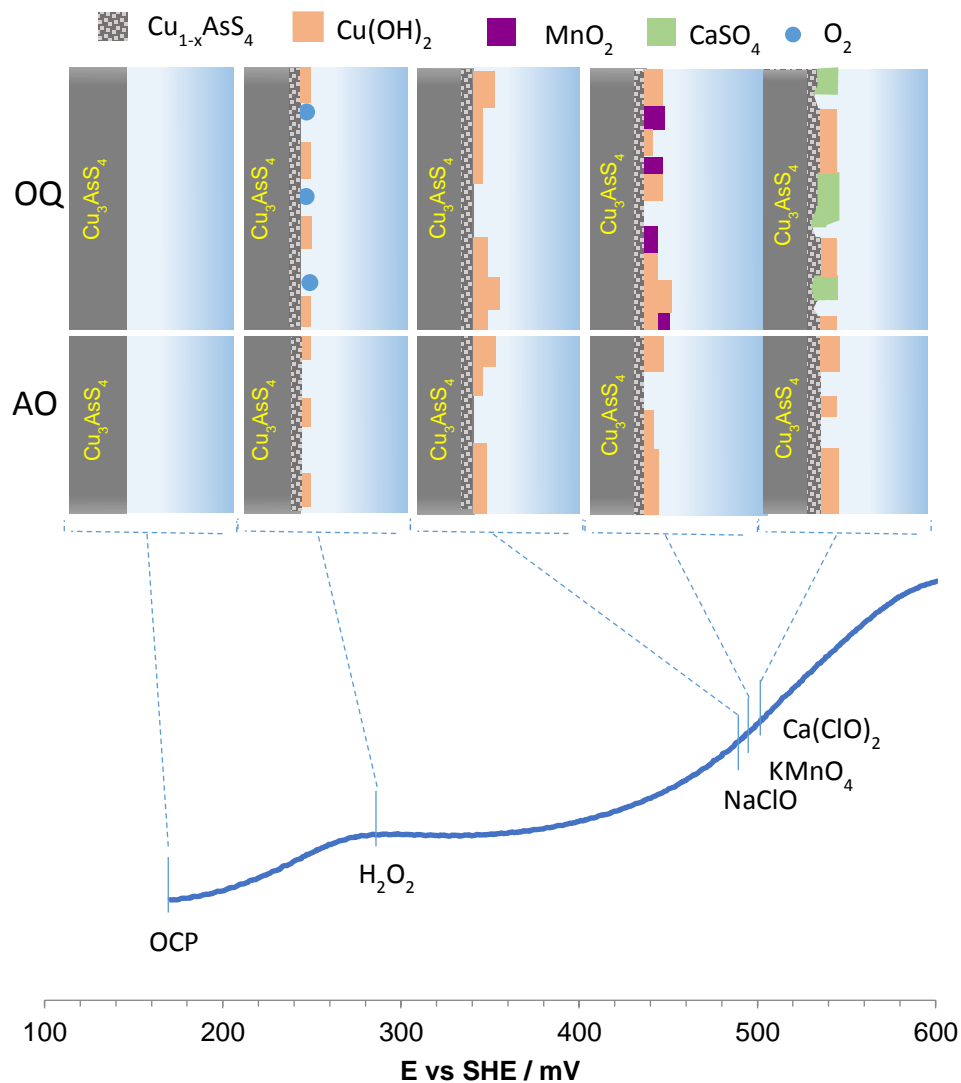 Cu1-xAsS4 Cu(OH)2 MnO2 CaSO4 O2
OQ
Cu3AsS4 Cu3AsS4 Cu3AsS4 Cu3AsS4 Cu3AsS4
AO
Cu3AsS4 Cu3AsS4 Cu3AsS4 Cu3AsS4 Cu3AsS4
Ca(ClO)2
KMnO4
NaClO
H2O2
OCP
100 200 300 400 500 600
E vs SHE / mV